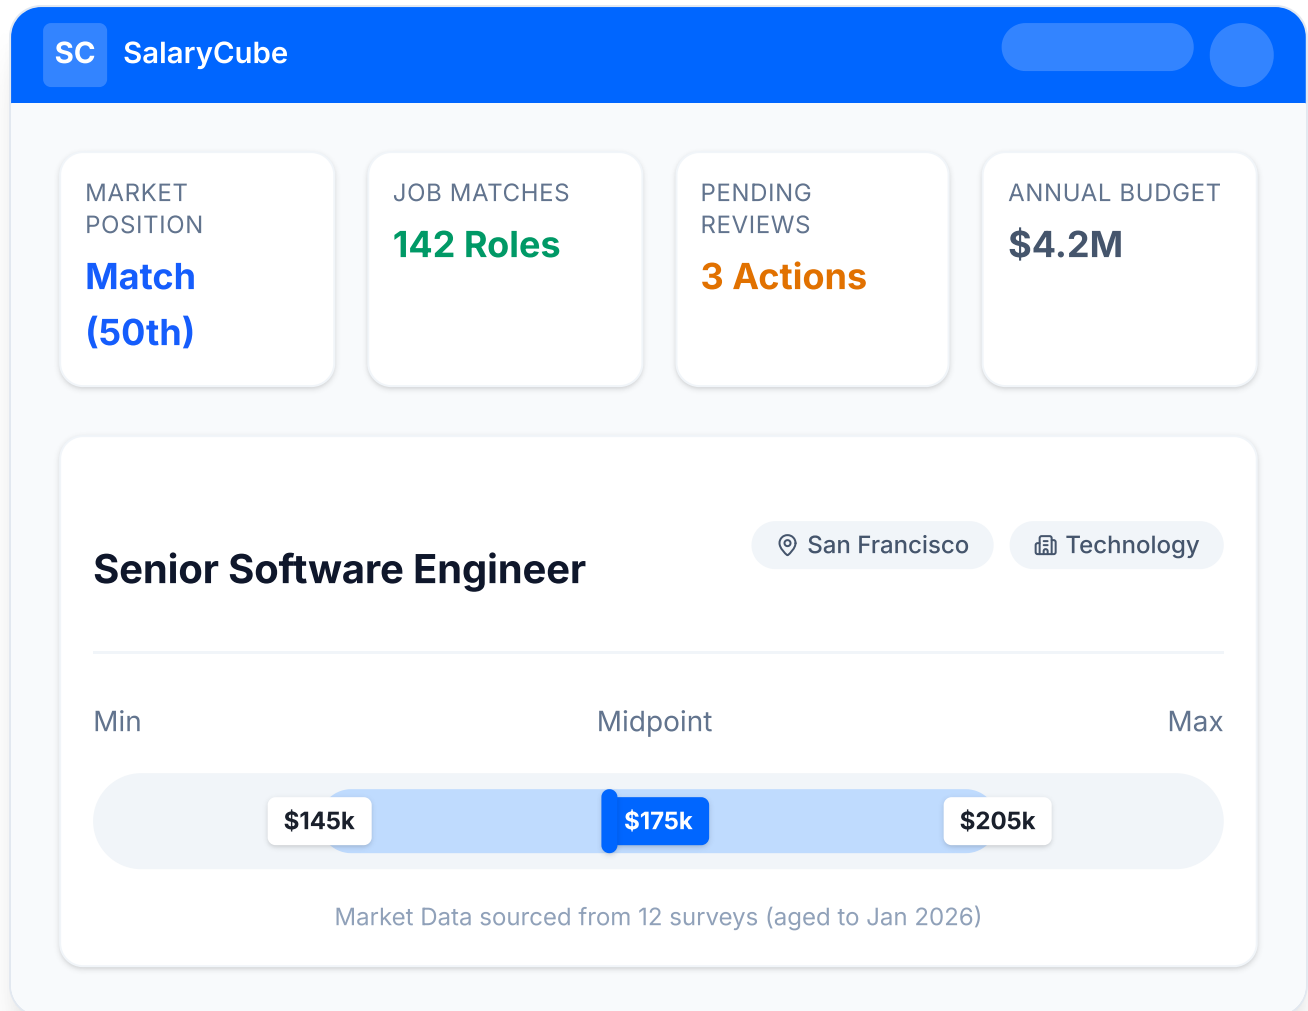 SC SalaryCube
MARKET
POSITION
Match
(50th)
JOB MATCHES
142 Roles
PENDING
REVIEWS
3 Actions
ANNUAL BUDGET
$4.2M
Senior Software Engineer
San Francisco
Technology
Min
Midpoint
Max
$145k
$175k
$205k
Market Data sourced from 12 surveys (aged to Jan 2026)